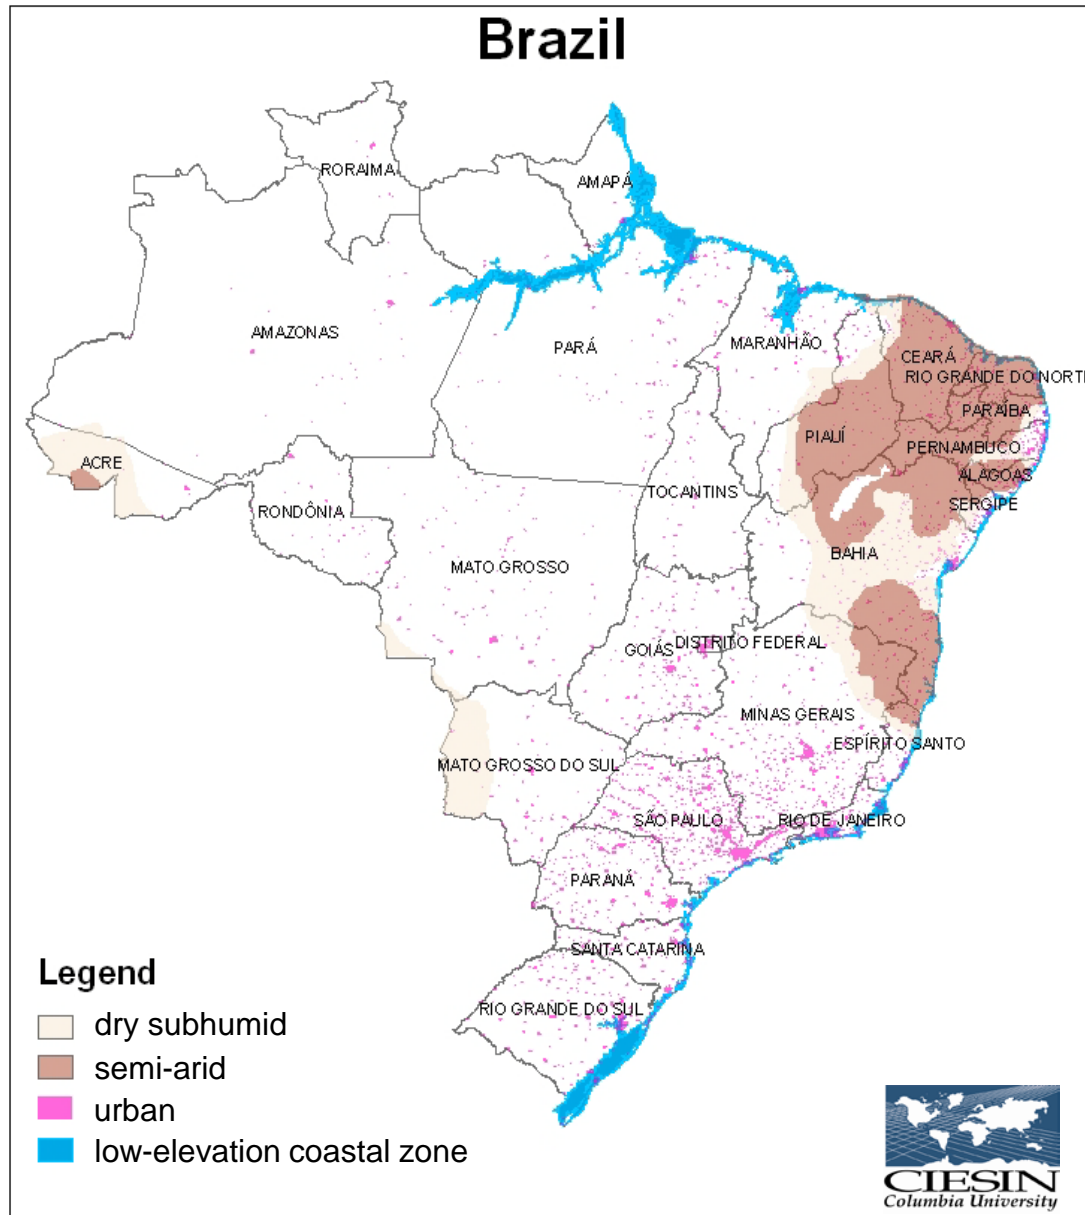 Brazil
RORAIMA
AMAPÁ
AMAZONAS
PARÁ
MARANHÃO
CEARÁ
RIO GRANDE DO NORTE
PARAÍBA
PIAUÍ
PERNAMBUCO
ACRE
ALAGOAS
TOCANTINS
SERGIPE
RONDÔNIA
BAHIA
MATO GROSSO
GOIÁS
DISTRITO FEDERAL
MINAS GERAIS
ESPÍRITO SANTO
MATO GROSSO DO SUL
SÃO PAULO
RIO DE JANEIRO
PARANÁ
SANTA CATARINA
RIO GRANDE DO SUL
Legend
dry subhumid
semi-arid
urban
low-elevation coastal zone
CIESIN
Columbia University